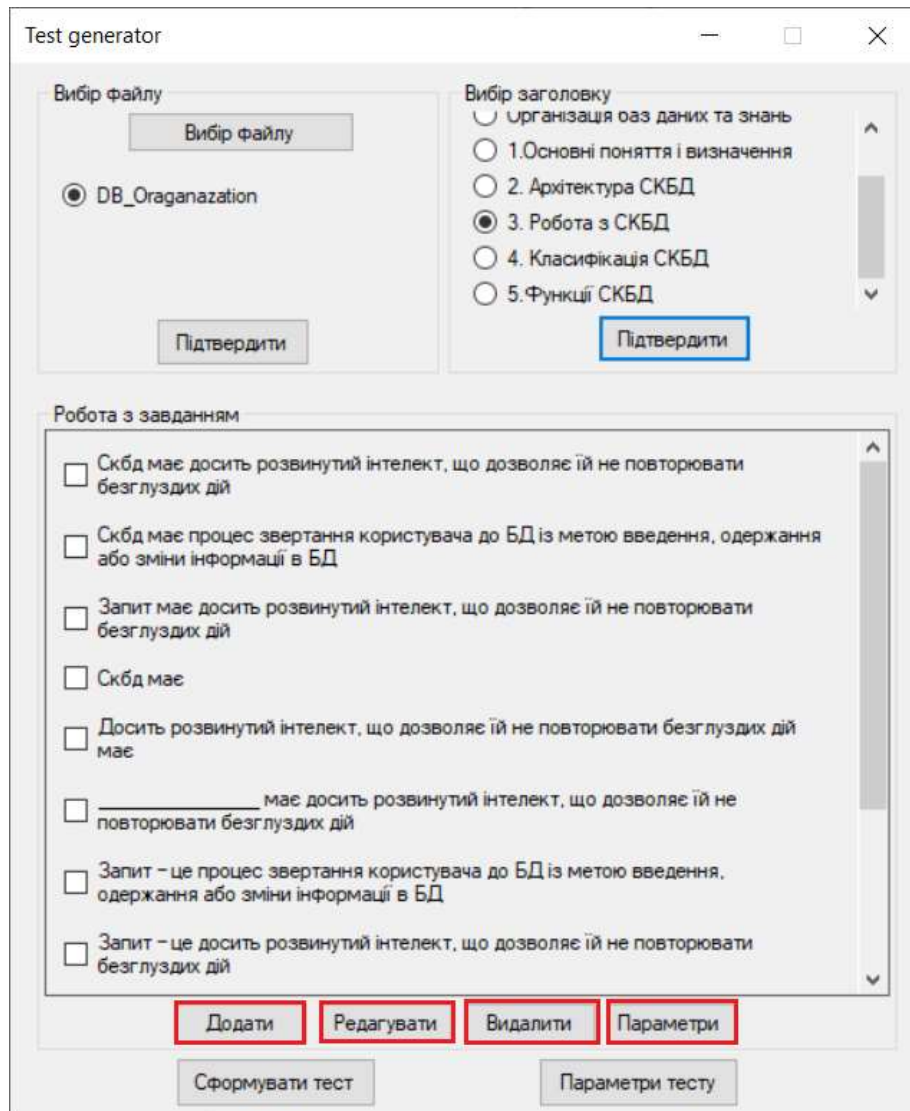 Test generator
Вибір файлу
Вибір файлу
DB_Oraganazation
Підтвердити
Вибір заголовку
Організація баз даних та знань
1.Основні поняття і визначення
2. Архітектура СКБД
3. Робота з СКБД
4. Класифікація СКБД
5.Функції СКБД
Підтвердити
Робота з завданням
Скбд має досить розвинутий інтелект, що дозволяє їй не повторювати
безглуздих дій
Скбд має процес звертання користувача до БД із метою введення, одержання
або зміни інформації в БД
Запит має досить розвинутий інтелект, що дозволяє їй не повторювати
безглуздих дій
Скбд має
Досить розвинутий інтелект, що дозволяє їй не повторювати безглуздих дій
має
________________ має досить розвинутий інтелект, що дозволяє їй не
повторювати безглуздих дій
Запит – це процес звертання користувача до БД із метою введення,
одержання або зміни інформації в БД
Запит – це досить розвинутий інтелект, що дозволяє їй не повторювати
безглуздих дій
Додати
Редагувати
Видалити
Параметри
Сформувати тест
Параметри тесту